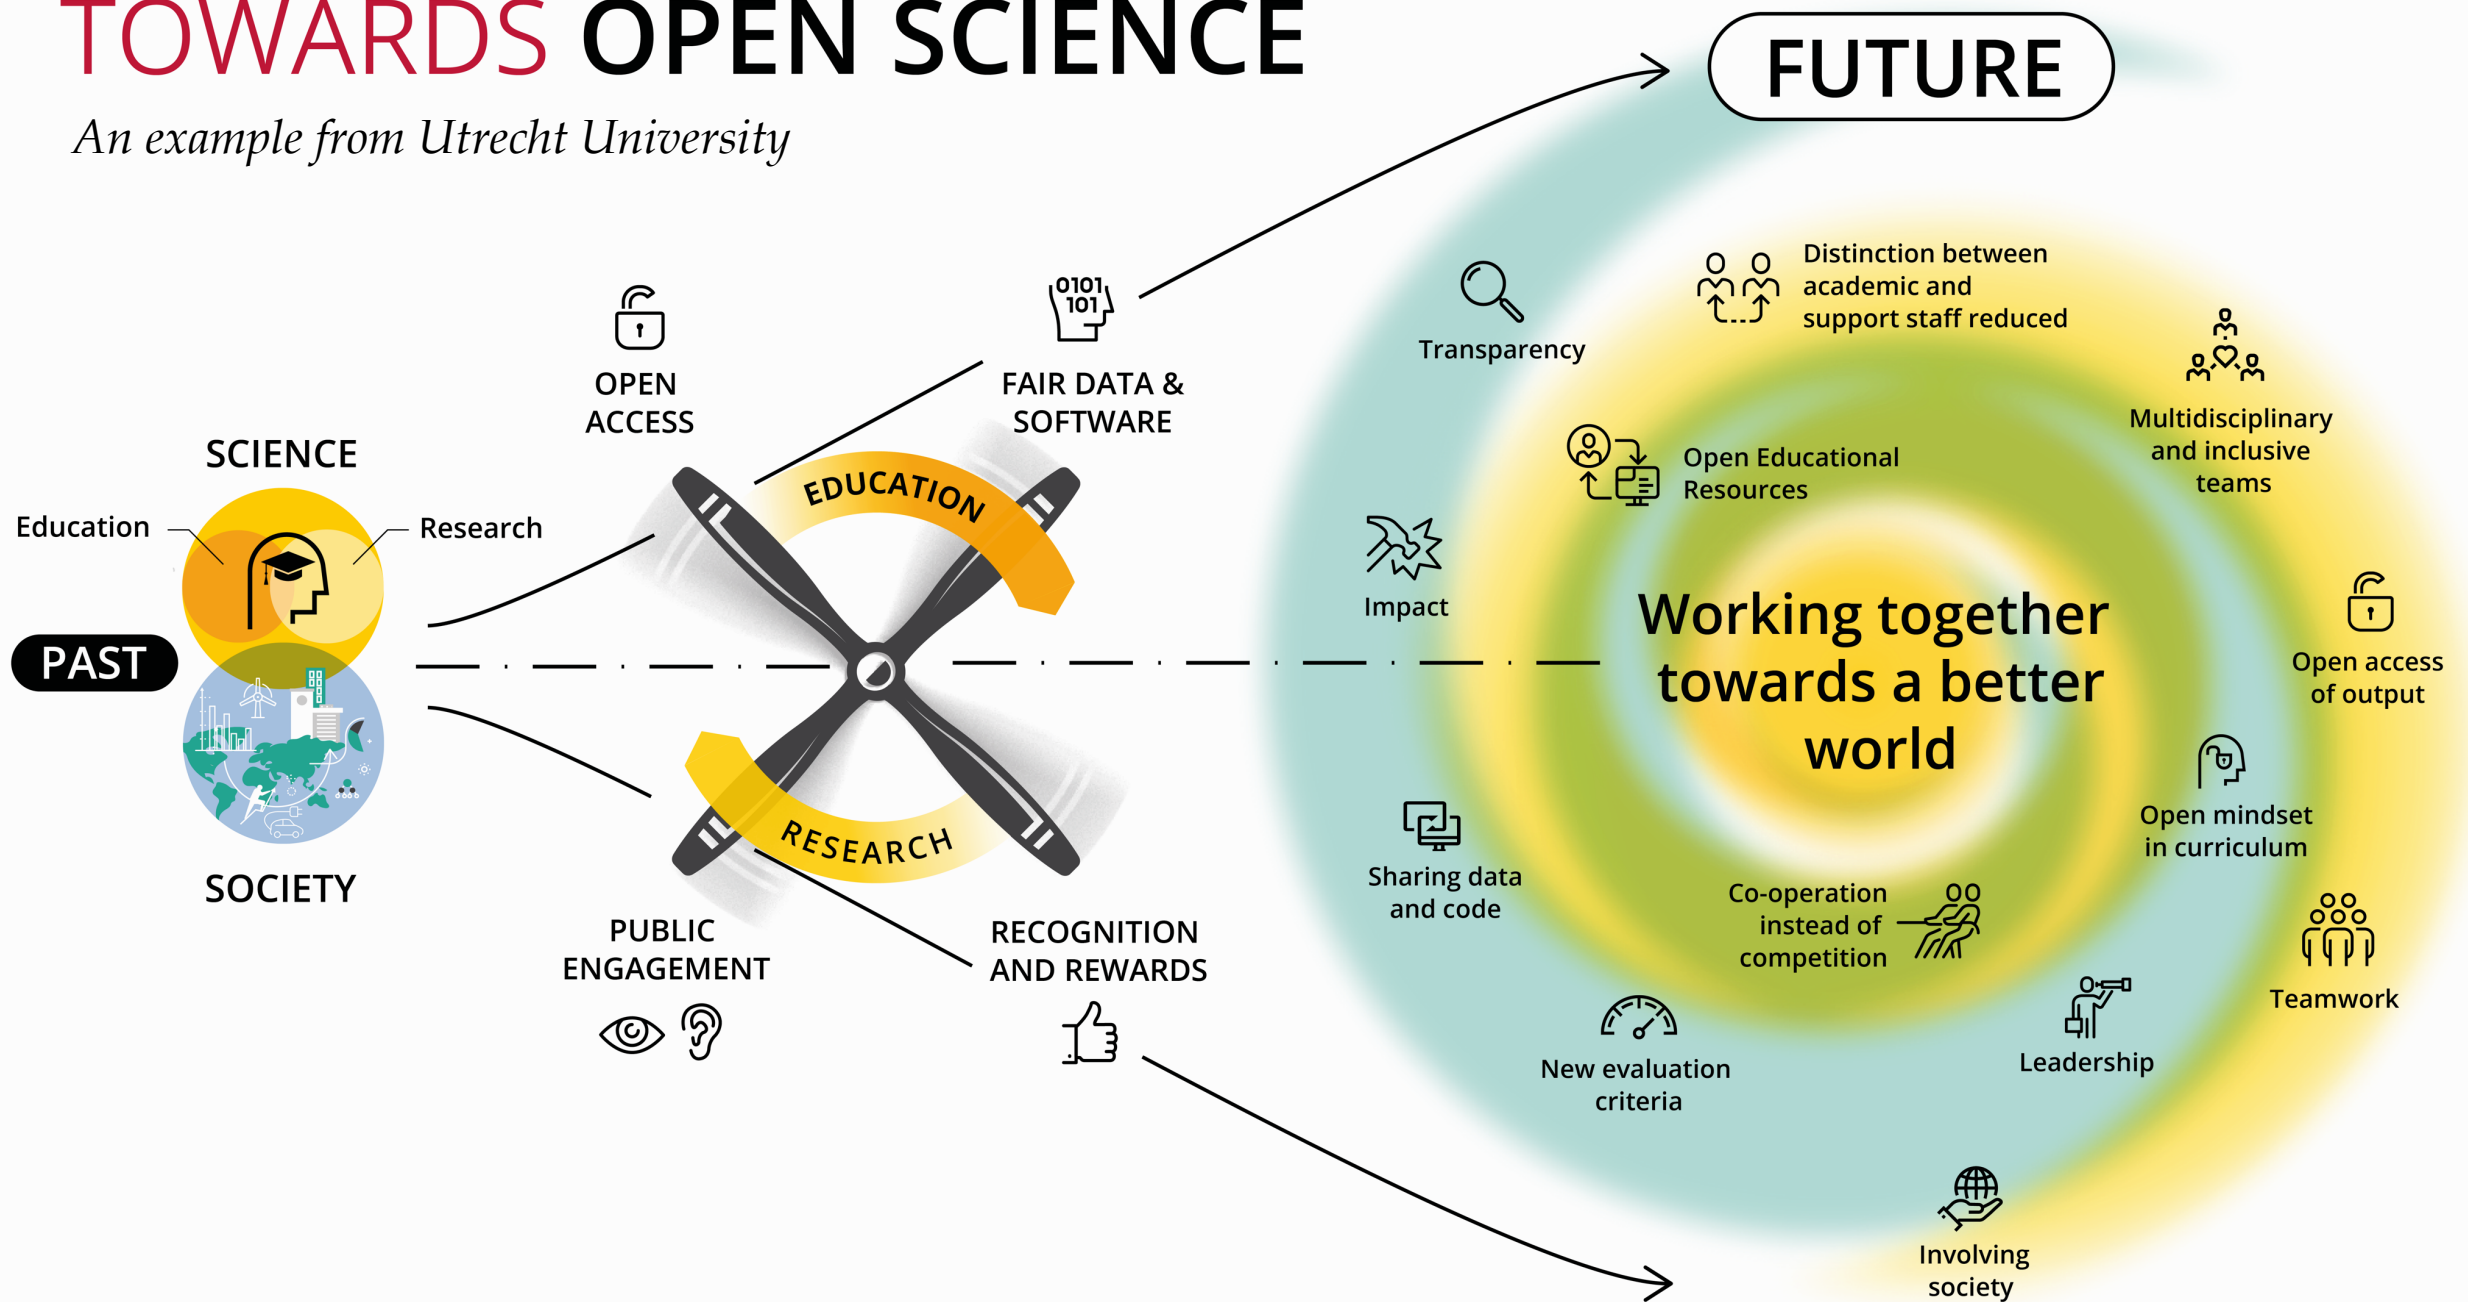 TOWARDS OPEN SCIENCE
An example from Utrecht University
PAST
SCIENCE
Education
Research
SOCIETY
OPEN
ACCESS
FAIR DATA &
SOFTWARE
0101
101
EDUCATION
RESEARCH
PUBLIC
ENGAGEMENT
RECOGNITION
AND REWARDS
FUTURE
Transparency
Distinction between
academic and
support staff reduced
Multidisciplinary
and inclusive
teams
Open Educational
Resources
Impact
Working together
towards a better
world
Open access
of output
Open mindset
in curriculum
Sharing data
and code
Co-operation
instead of
competition
Teamwork
New evaluation
criteria
Leadership
Involving
society